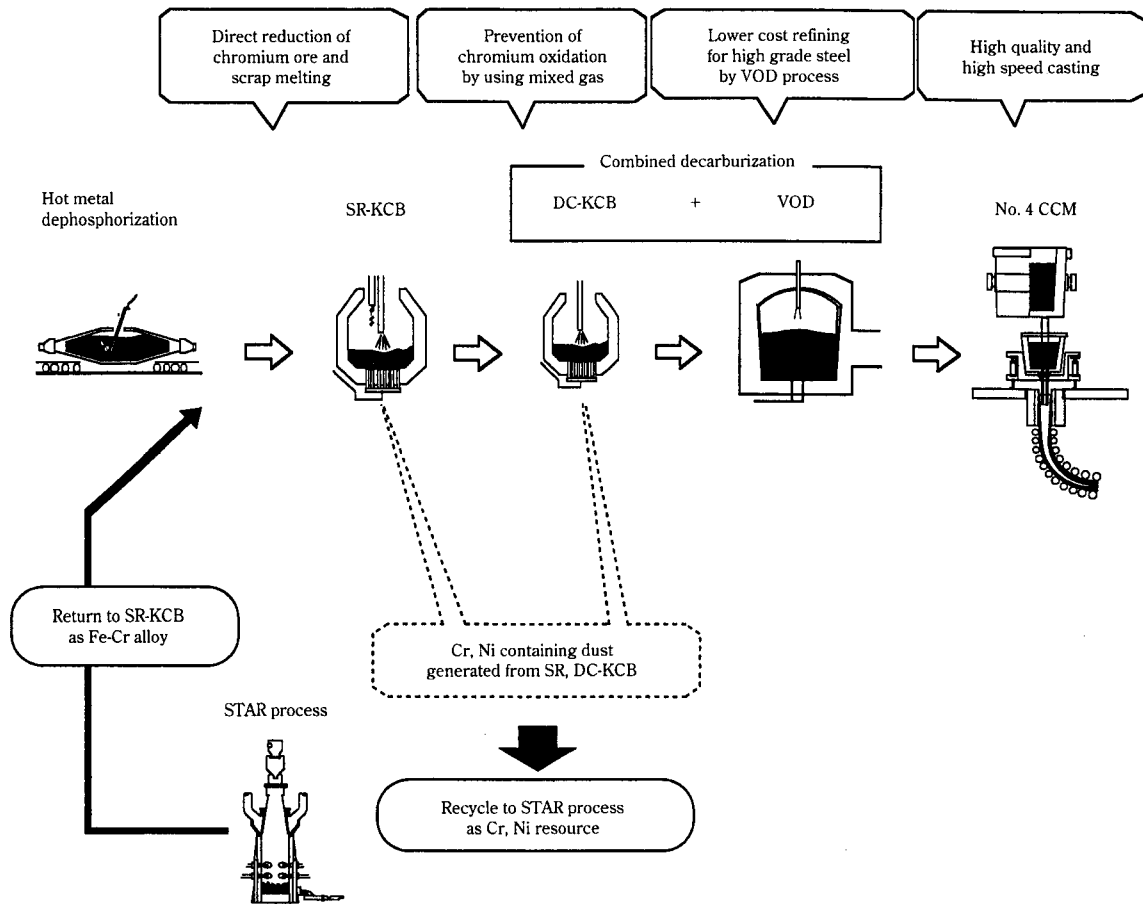 Direct reduction of
chromium ore and
scrap melting
Prevention of
chromium oxidation
by using mixed gas
Lower cost refining
for high grade steel
by VOD process
High quality and
high speed casting
Combined decarburization
Hot metal
dephosphorization
SR-KCB
DC-KCB + VOD
No. 4 CCM
Return to SR-KCB
as Fe-Cr alloy
Cr, Ni containing dust
generated from SR, DC-KCB
STAR process
Recycle to STAR process
as Cr, Ni resource